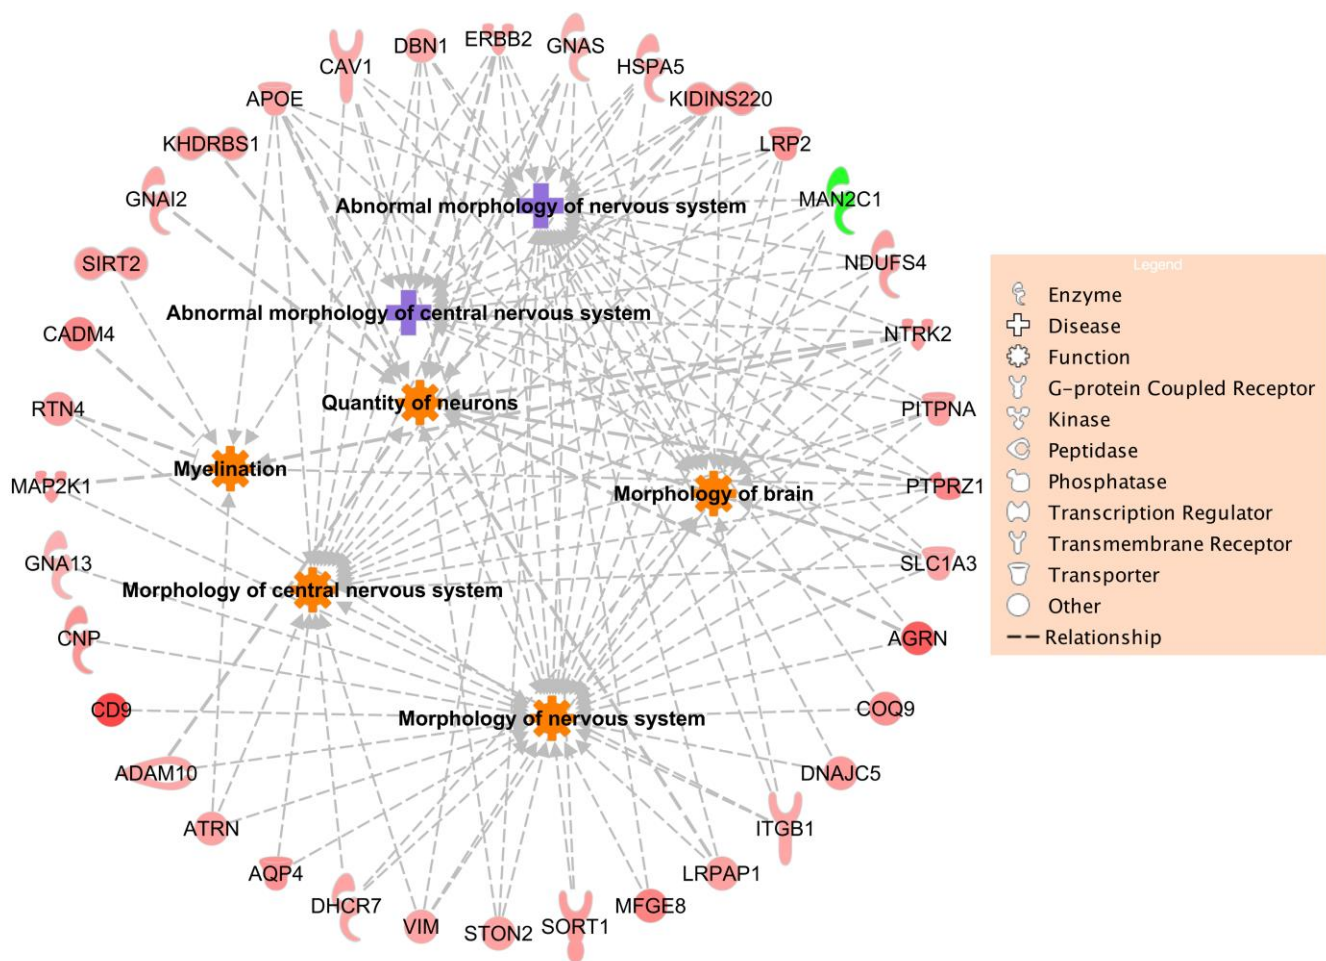 DBN1
ERBB2
GNAS
CAV1
HSPA5
APOE
KIDINS220
KHDRBS1
LRP2
GNAI2
MAN2C1
Abnormal morphology of nervous system
SIRT2
NDUFS4
Abnormal morphology of central nervous system
CADM4
NTRK2
Quantity of neurons
RTN4
PITPNA
Myelination
MAP2K1
Morphology of brain
PTPRZ1
GNA13
SLC1A3
Morphology of central nervous system
CNP
AGRN
CD9
Morphology of nervous system
COQ9
ADAM10
DNAJC5
ATRN
ITGB1
AQP4
LRPAP1
DHCR7
MFGE8
VIM
STON2
SORT1
Legend
Enzyme
Disease
Function
G-protein Coupled Receptor
Kinase
Peptidase
Phosphatase
Transcription Regulator
Transmembrane Receptor
Transporter
Other
Relationship